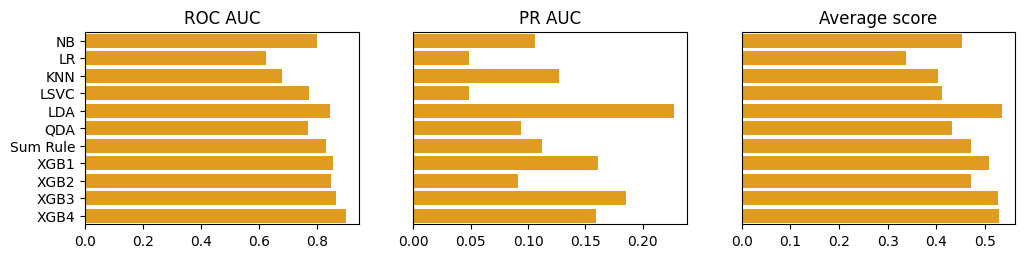 ROC AUC
PR AUC
Average score
NB
LR
KNN
LSVC
LDA
QDA
Sum Rule
XGB1
XGB2
XGB3
XGB4
0.0 0.2 0.4 0.6 0.8
0.00 0.05 0.10 0.15 0.20
0.0 0.1 0.2 0.3 0.4 0.5